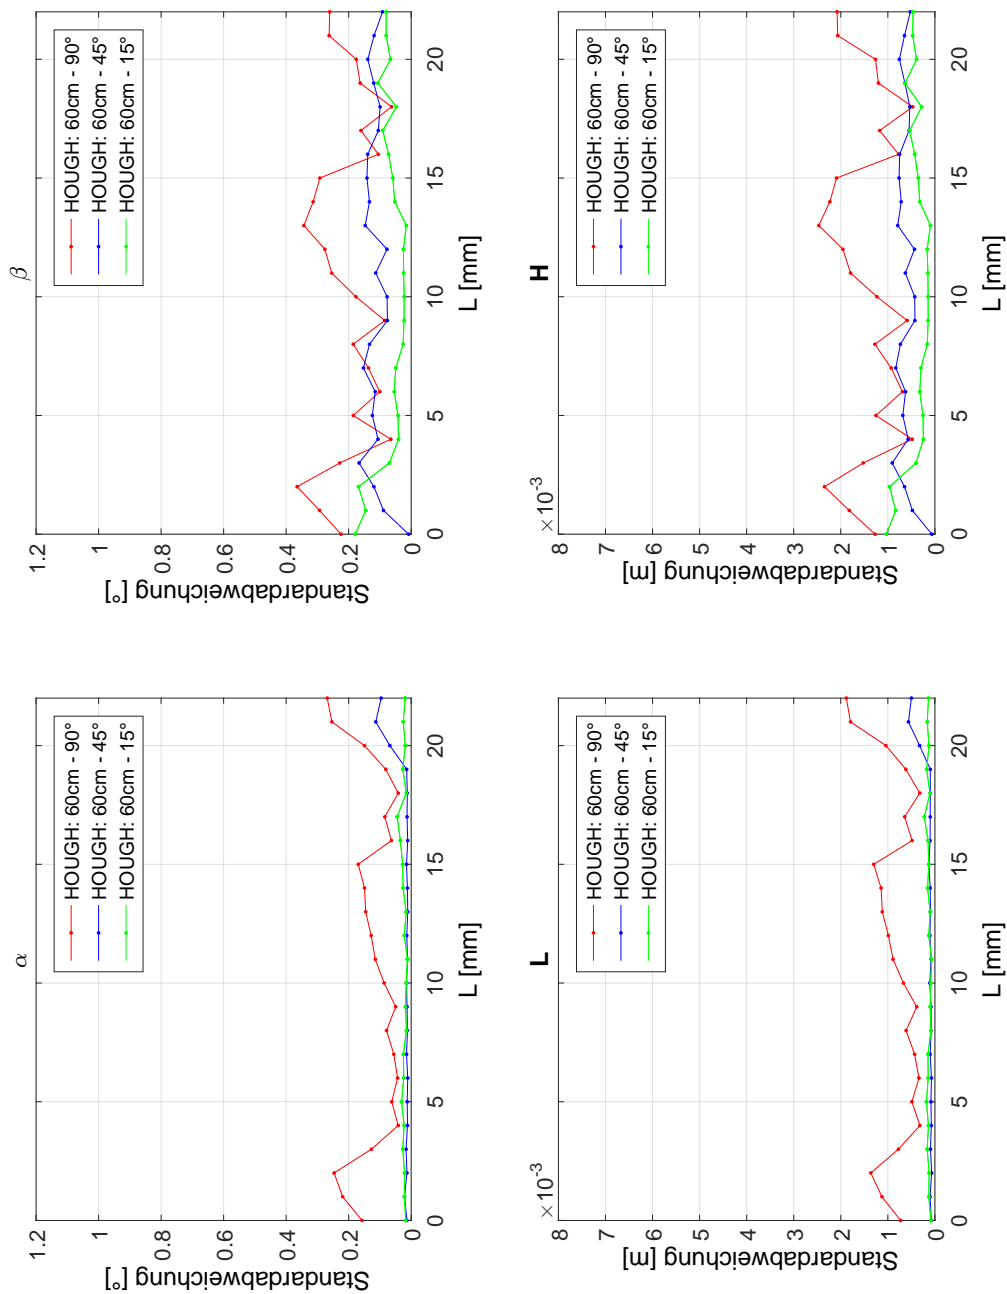 α
Standardabweichung [°]
1.2
1
0.8
0.6
0.4
0.2
0
0 5 10 15 20
L [mm]
HOUGH: 60cm - 90°
HOUGH: 60cm - 45°
HOUGH: 60cm - 15°
β
Standardabweichung [°]
1.2
1
0.8
0.6
0.4
0.2
0
0 5 10 15 20
L [mm]
HOUGH: 60cm - 90°
HOUGH: 60cm - 45°
HOUGH: 60cm - 15°
L
×10⁻³
Standardabweichung [m]
8
7
6
5
4
3
2
1
0
0 5 10 15 20
L [mm]
HOUGH: 60cm - 90°
HOUGH: 60cm - 45°
HOUGH: 60cm - 15°
H
×10⁻³
Standardabweichung [m]
8
7
6
5
4
3
2
1
0
0 5 10 15 20
L [mm]
HOUGH: 60cm - 90°
HOUGH: 60cm - 45°
HOUGH: 60cm - 15°